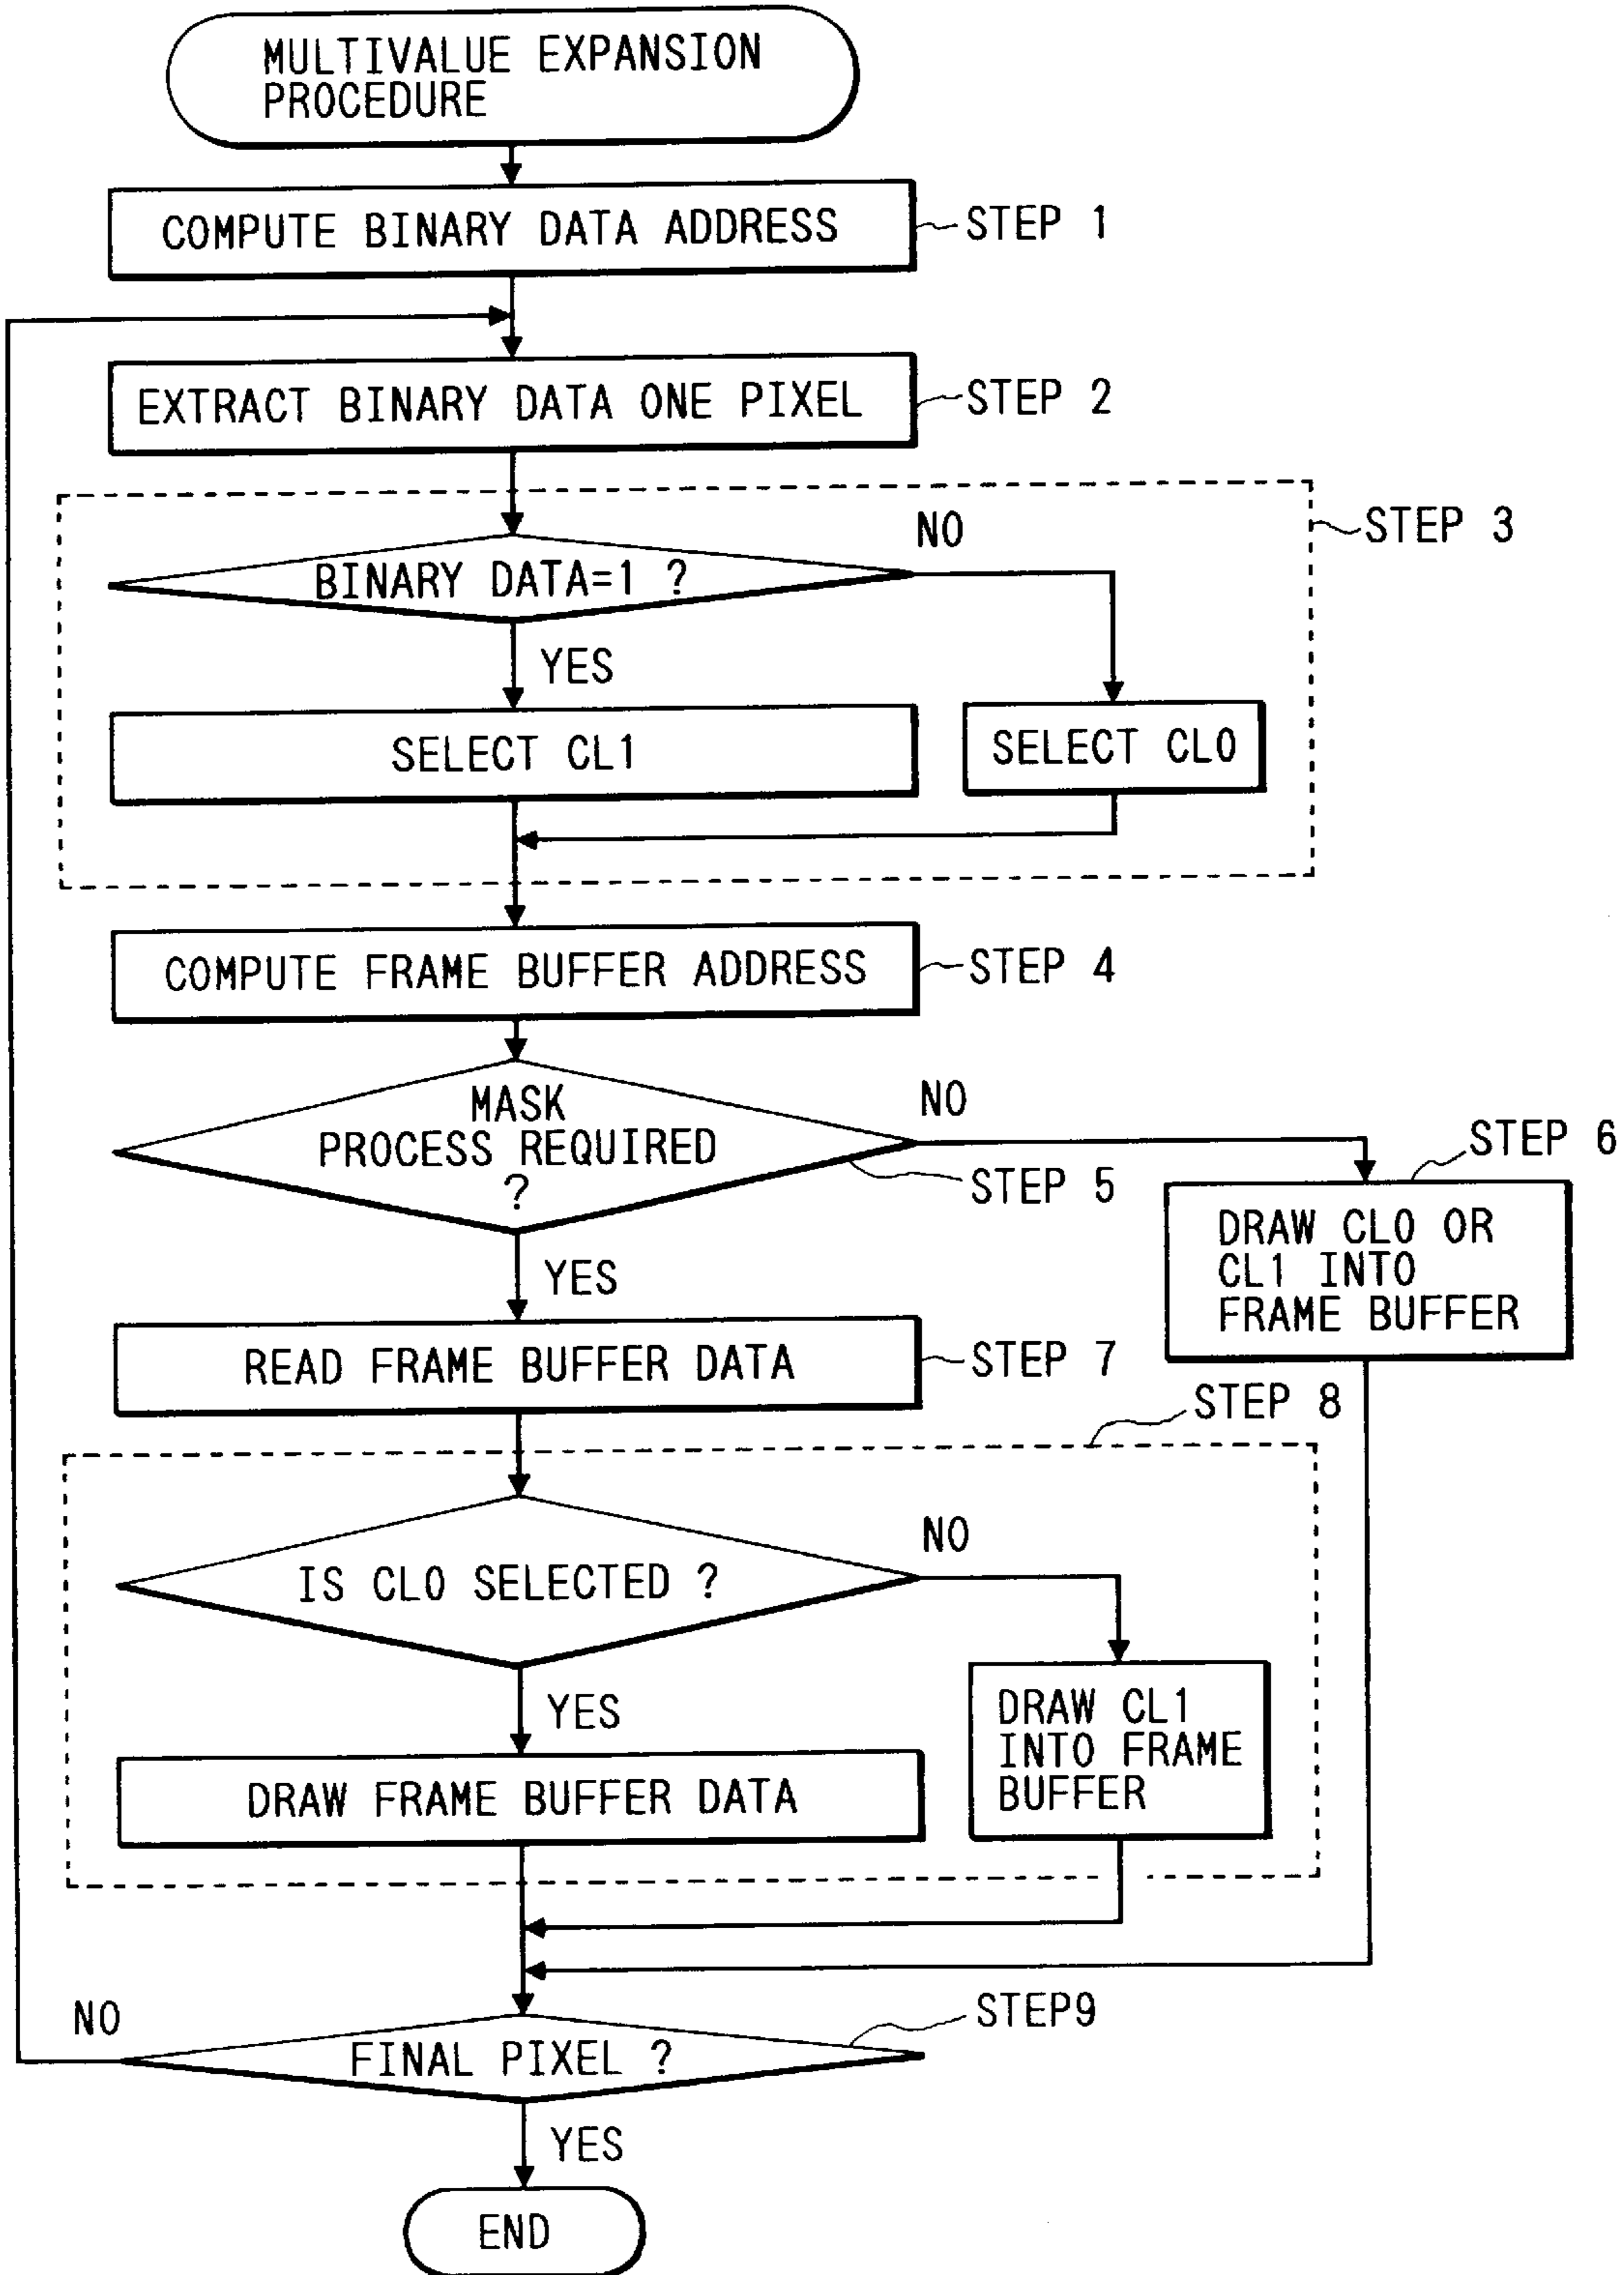 MULTIVALUE EXPANSION
PROCEDURE
COMPUTE BINARY DATA ADDRESS
STEP 1
EXTRACT BINARY DATA ONE PIXEL
STEP 2
STEP 3
NO
BINARY DATA=1 ?
YES
SELECT CL1
SELECT CL0
COMPUTE FRAME BUFFER ADDRESS
STEP 4
MASK
PROCESS REQUIRED
?
NO
STEP 5
STEP 6
DRAW CL0 OR
CL1 INTO
FRAME BUFFER
YES
READ FRAME BUFFER DATA
STEP 7
STEP 8
IS CL0 SELECTED ?
NO
YES
DRAW FRAME BUFFER DATA
DRAW CL1
INTO FRAME
BUFFER
STEP9
NO
FINAL PIXEL ?
YES
END